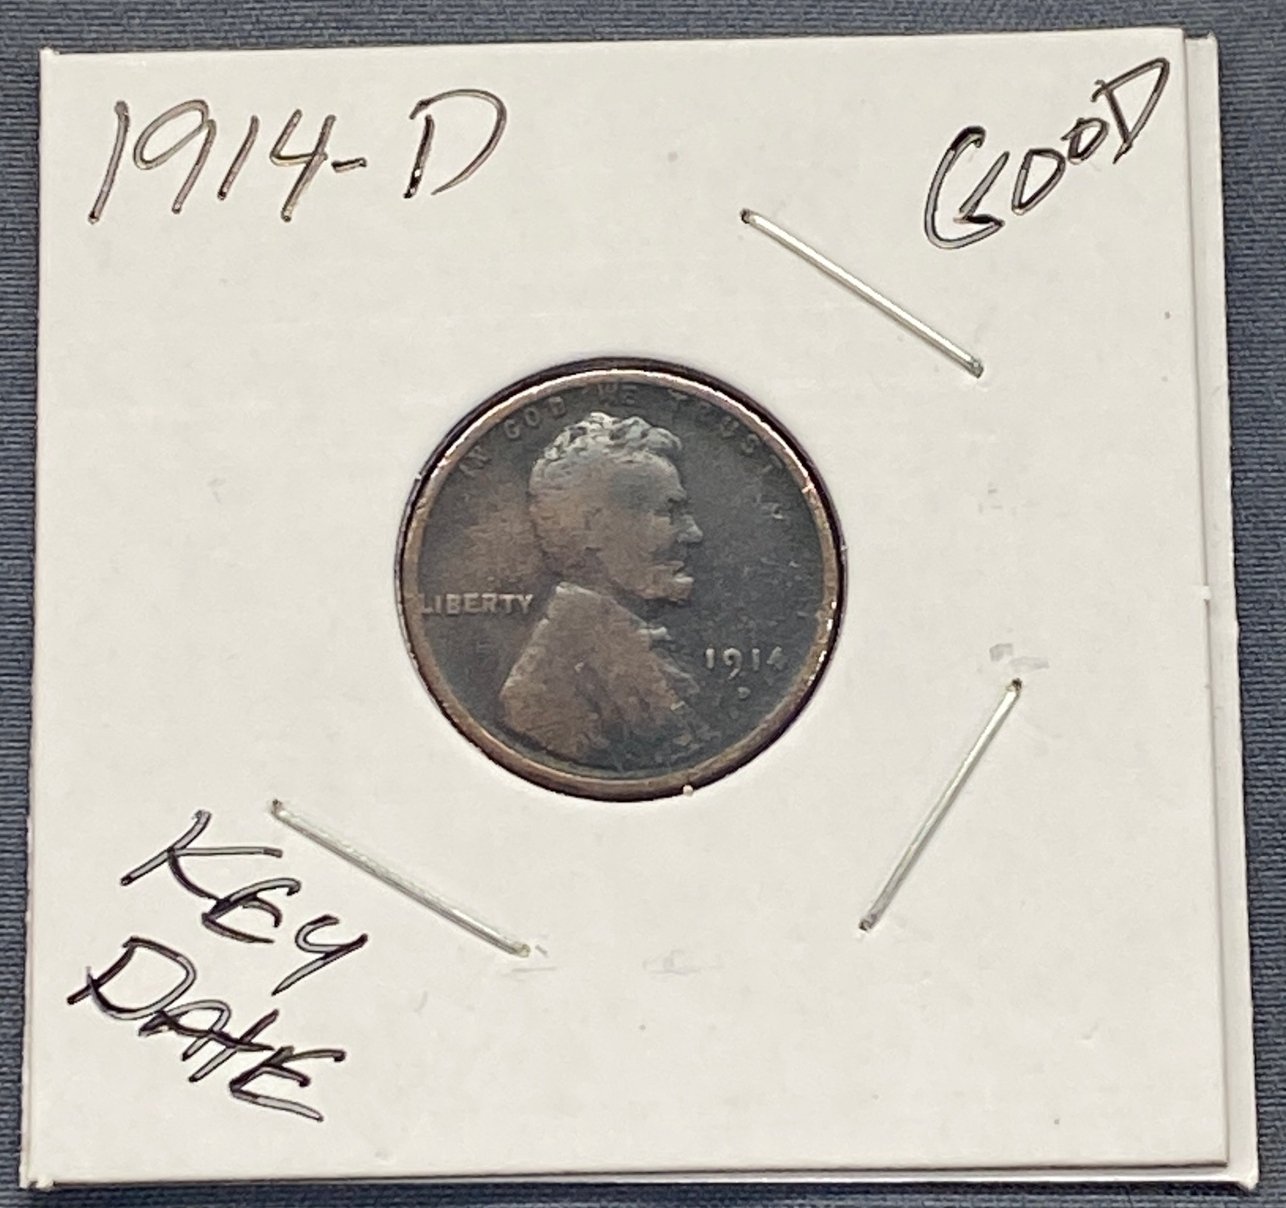 1914-D
GOOD
IN GOD WE TRUST
LIBERTY
1914
D
KEY
DATE